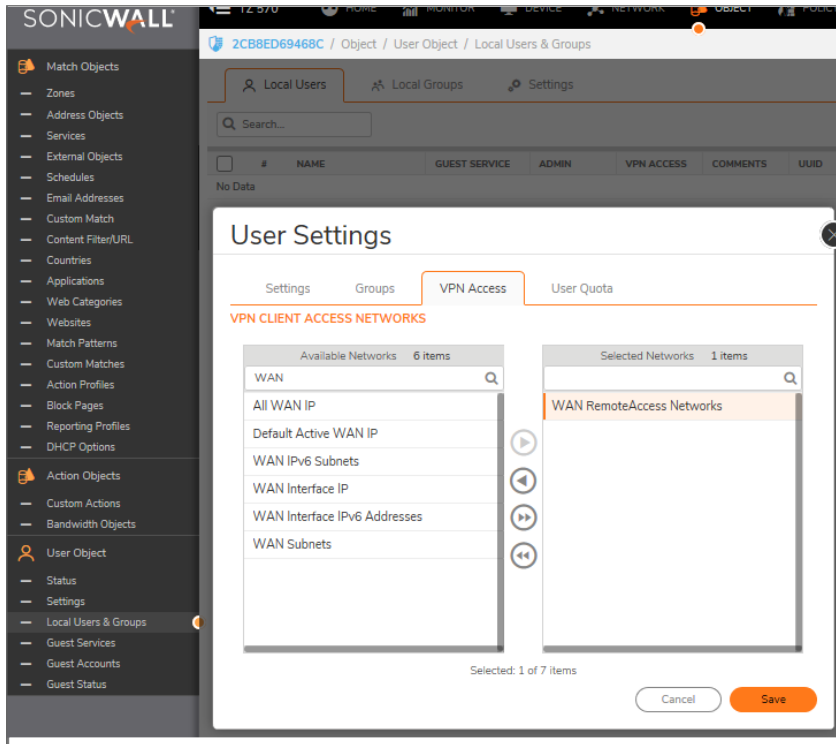 SONICWALL
TZ 570
HOME
MONITOR
DEVICE
NETWORK
OBJECT
2CB8ED69468C / Object / User Object / Local Users & Groups
Match Objects
Zones
Address Objects
Services
External Objects
Schedules
Email Addresses
Custom Match
Content Filter/URL
Countries
Applications
Web Categories
Websites
Match Patterns
Custom Matches
Action Profiles
Block Pages
Reporting Profiles
DHCP Options
Action Objects
Custom Actions
Bandwidth Objects
User Object
Status
Settings
Local Users & Groups
Guest Services
Guest Accounts
Guest Status
Local Users
Local Groups
Settings
Search...
# NAME GUEST SERVICE ADMIN VPN ACCESS COMMENTS UUID
No Data
User Settings
Settings
Groups
VPN Access
User Quota
VPN CLIENT ACCESS NETWORKS
Available Networks 6 items
WAN
All WAN IP
Default Active WAN IP
WAN IPv6 Subnets
WAN Interface IP
WAN Interface IPv6 Addresses
WAN Subnets
Selected Networks 1 items
WAN RemoteAccess Networks
Selected: 1 of 7 items
Cancel
Save